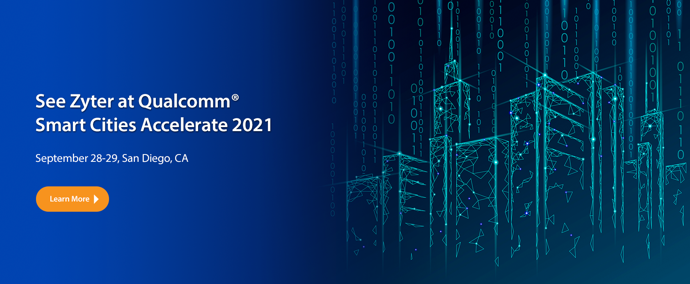 See Zyter at Qualcomm®
Smart Cities Accelerate 2021
September 28-29, San Diego, CA
Learn More